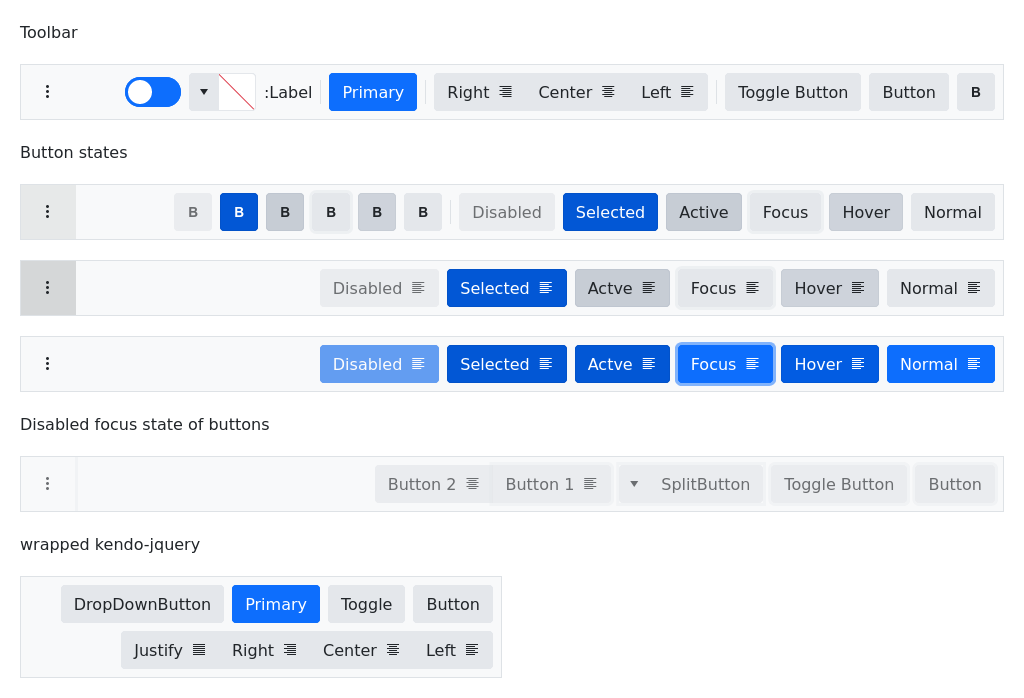 Toolbar
:Label Primary Right Center Left Toggle Button Button B
Button states
B B B B B B Disabled Selected Active Focus Hover Normal
Disabled Selected Actve Focus Hover Normal
Disabled Selected Actve Focus Hover Normal
Disabled focus state of buttons
Button 2 Button 1 SplitButton Toggle Button Button
wrapped kendo-jquery
DropDownButton Primary Toggle Button
Justify Right Center Left